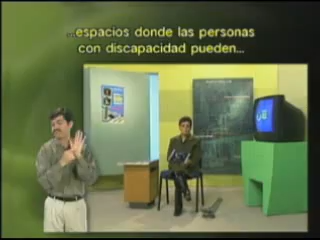 ...espacios donde las personas
con discapacidad pueden...